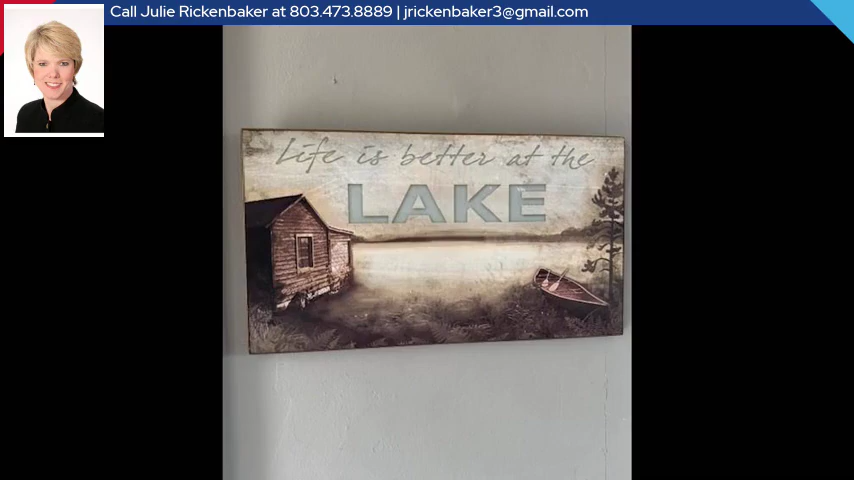 Call Julie Rickenbaker at 803.473.8889 | jrickenbaker3@gmail.com
Life is better at the
LAKE